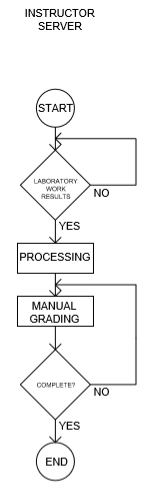 INSTRUCTOR
SERVER
START
LABORATORY
WORK
RESULTS
NO
YES
PROCESSING
MANUAL
GRADING
COMPLETE?
NO
YES
END